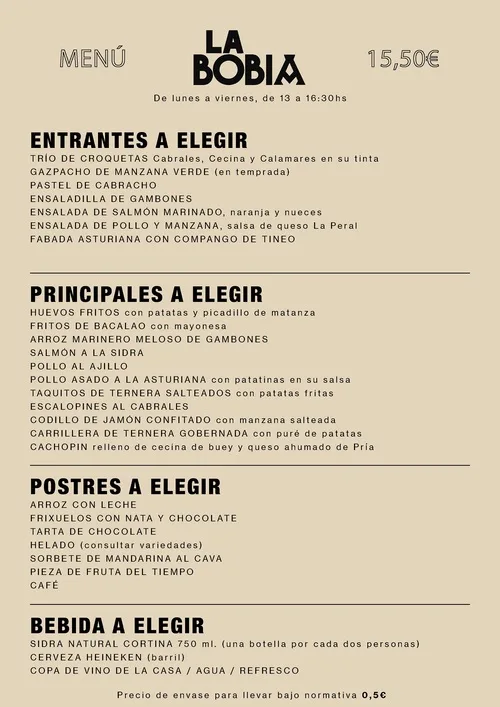 MENÚ
LA
BOBIA
15,50€
De lunes a viernes, de 13 a 16:30hs
ENTRANTES A ELEGIR
TRÍO DE CROQUETAS Cabrales, Cecina y Calamares en su tinta
GAZPACHO DE MANZANA VERDE (en temprada)
PASTEL DE CABRACHO
ENSALADILLA DE GAMBONES
ENSALADA DE SALMÓN MARINADO, naranja y nueces
ENSALADA DE POLLO Y MANZANA, salsa de queso La Peral
FABADA ASTURIANA CON COMPANGO DE TINEO
PRINCIPALES A ELEGIR
HUEVOS FRITOS con patatas y picadillo de matanza
FRITOS DE BACALAO con mayonesa
ARROZ MARINERO MELOSO DE GAMBONES
SALMÓN A LA SIDRA
POLLO AL AJILLO
POLLO ASADO A LA ASTURIANA con patatinas en su salsa
TAQUITOS DE TERNERA SALTEADOS con patatas fritas
ESCALOPINES AL CABRALES
CODILLO DE JAMÓN CONFITADO con manzana salteada
CARRILLERA DE TERNERA GOBERNADA con puré de patatas
CACHOPIN relleno de cecina de buey y queso ahumado de Pría
POSTRES A ELEGIR
ARROZ CON LECHE
FRIXUELOS CON NATA Y CHOCOLATE
TARTA DE CHOCOLATE
HELADO (consultar variedades)
SORBETE DE MANDARINA AL CAVA
PIEZA DE FRUTA DEL TIEMPO
CAFÉ
BEBIDA A ELEGIR
SIDRA NATURAL CORTINA 750 ml. (una botella por cada dos personas)
CERVEZA HEINEKEN (barril)
COPA DE VINO DE LA CASA / AGUA / REFRESCO
Precio de envase para llevar bajo normativa 0,5€